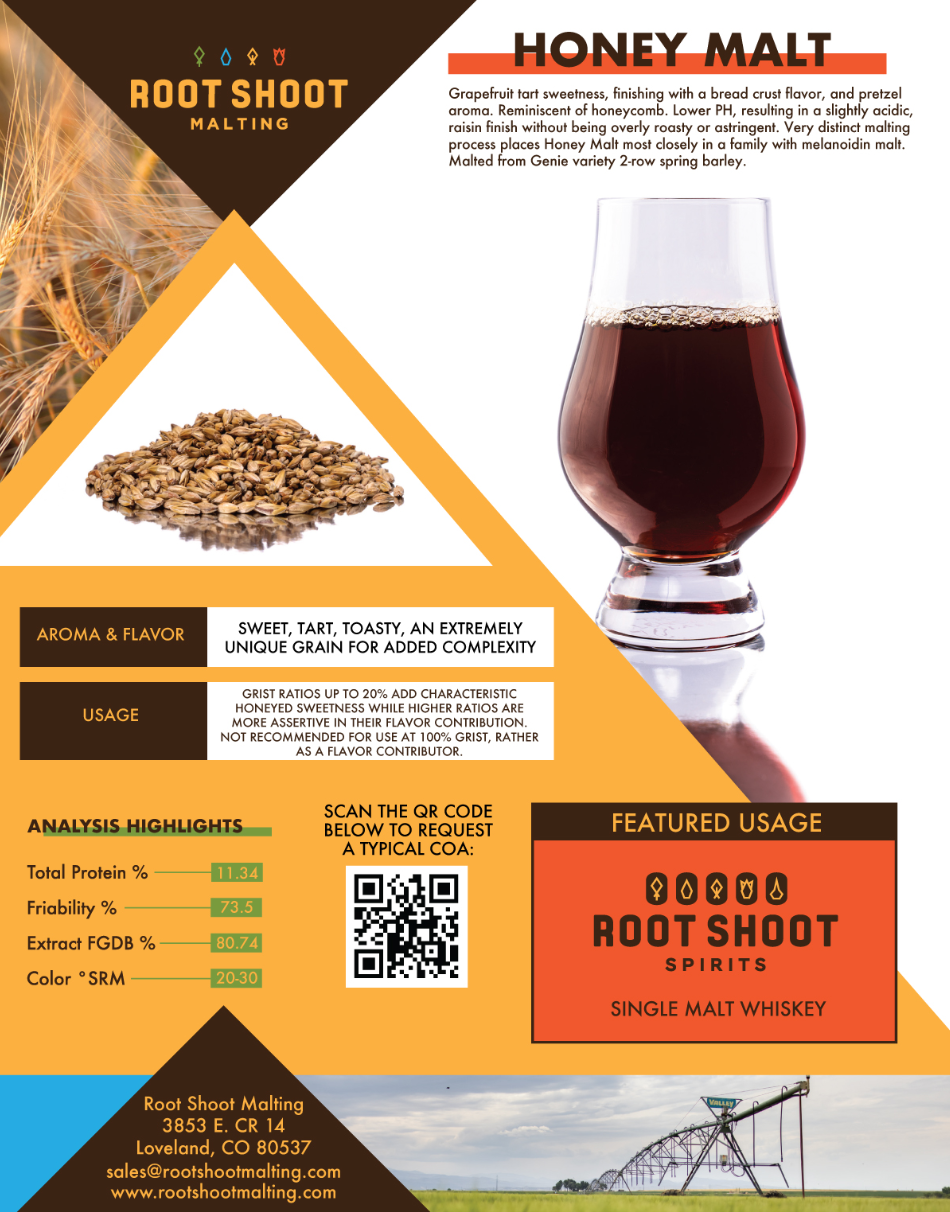 ROOT SHOOT
MALTING
HONEY MALT
Grapefruit tart sweetness, finishing with a bread crust flavor, and pretzel
aroma. Reminiscent of honeycomb. Lower PH, resulting in a slightly acidic,
raisin finish without being overly roasty or astringent. Very distinct malting
process places Honey Malt most closely in a family with melanoidin malt.
Malted from Genie variety 2-row spring barley.
AROMA & FLAVOR
SWEET, TART, TOASTY, AN EXTREMELY
UNIQUE GRAIN FOR ADDED COMPLEXITY
USAGE
GRIST RATIOS UP TO 20% ADD CHARACTERISTIC
HONEYED SWEETNESS WHILE HIGHER RATIOS ARE
MORE ASSERTIVE IN THEIR FLAVOR CONTRIBUTION.
NOT RECOMMENDED FOR USE AT 100% GRIST, RATHER
AS A FLAVOR CONTRIBUTOR.
ANALYSIS HIGHLIGHTS
Total Protein % 11.34
Friability % 73.5
Extract FGDB % 80.74
Color °SRM 20-30
SCAN THE QR CODE
BELOW TO REQUEST
A TYPICAL COA:
FEATURED USAGE
ROOT SHOOT
SPIRITS
SINGLE MALT WHISKEY
Root Shoot Malting
3853 E. CR 14
Loveland, CO 80537
sales@rootshootmalting.com
www.rootshootmalting.com
VALLEY